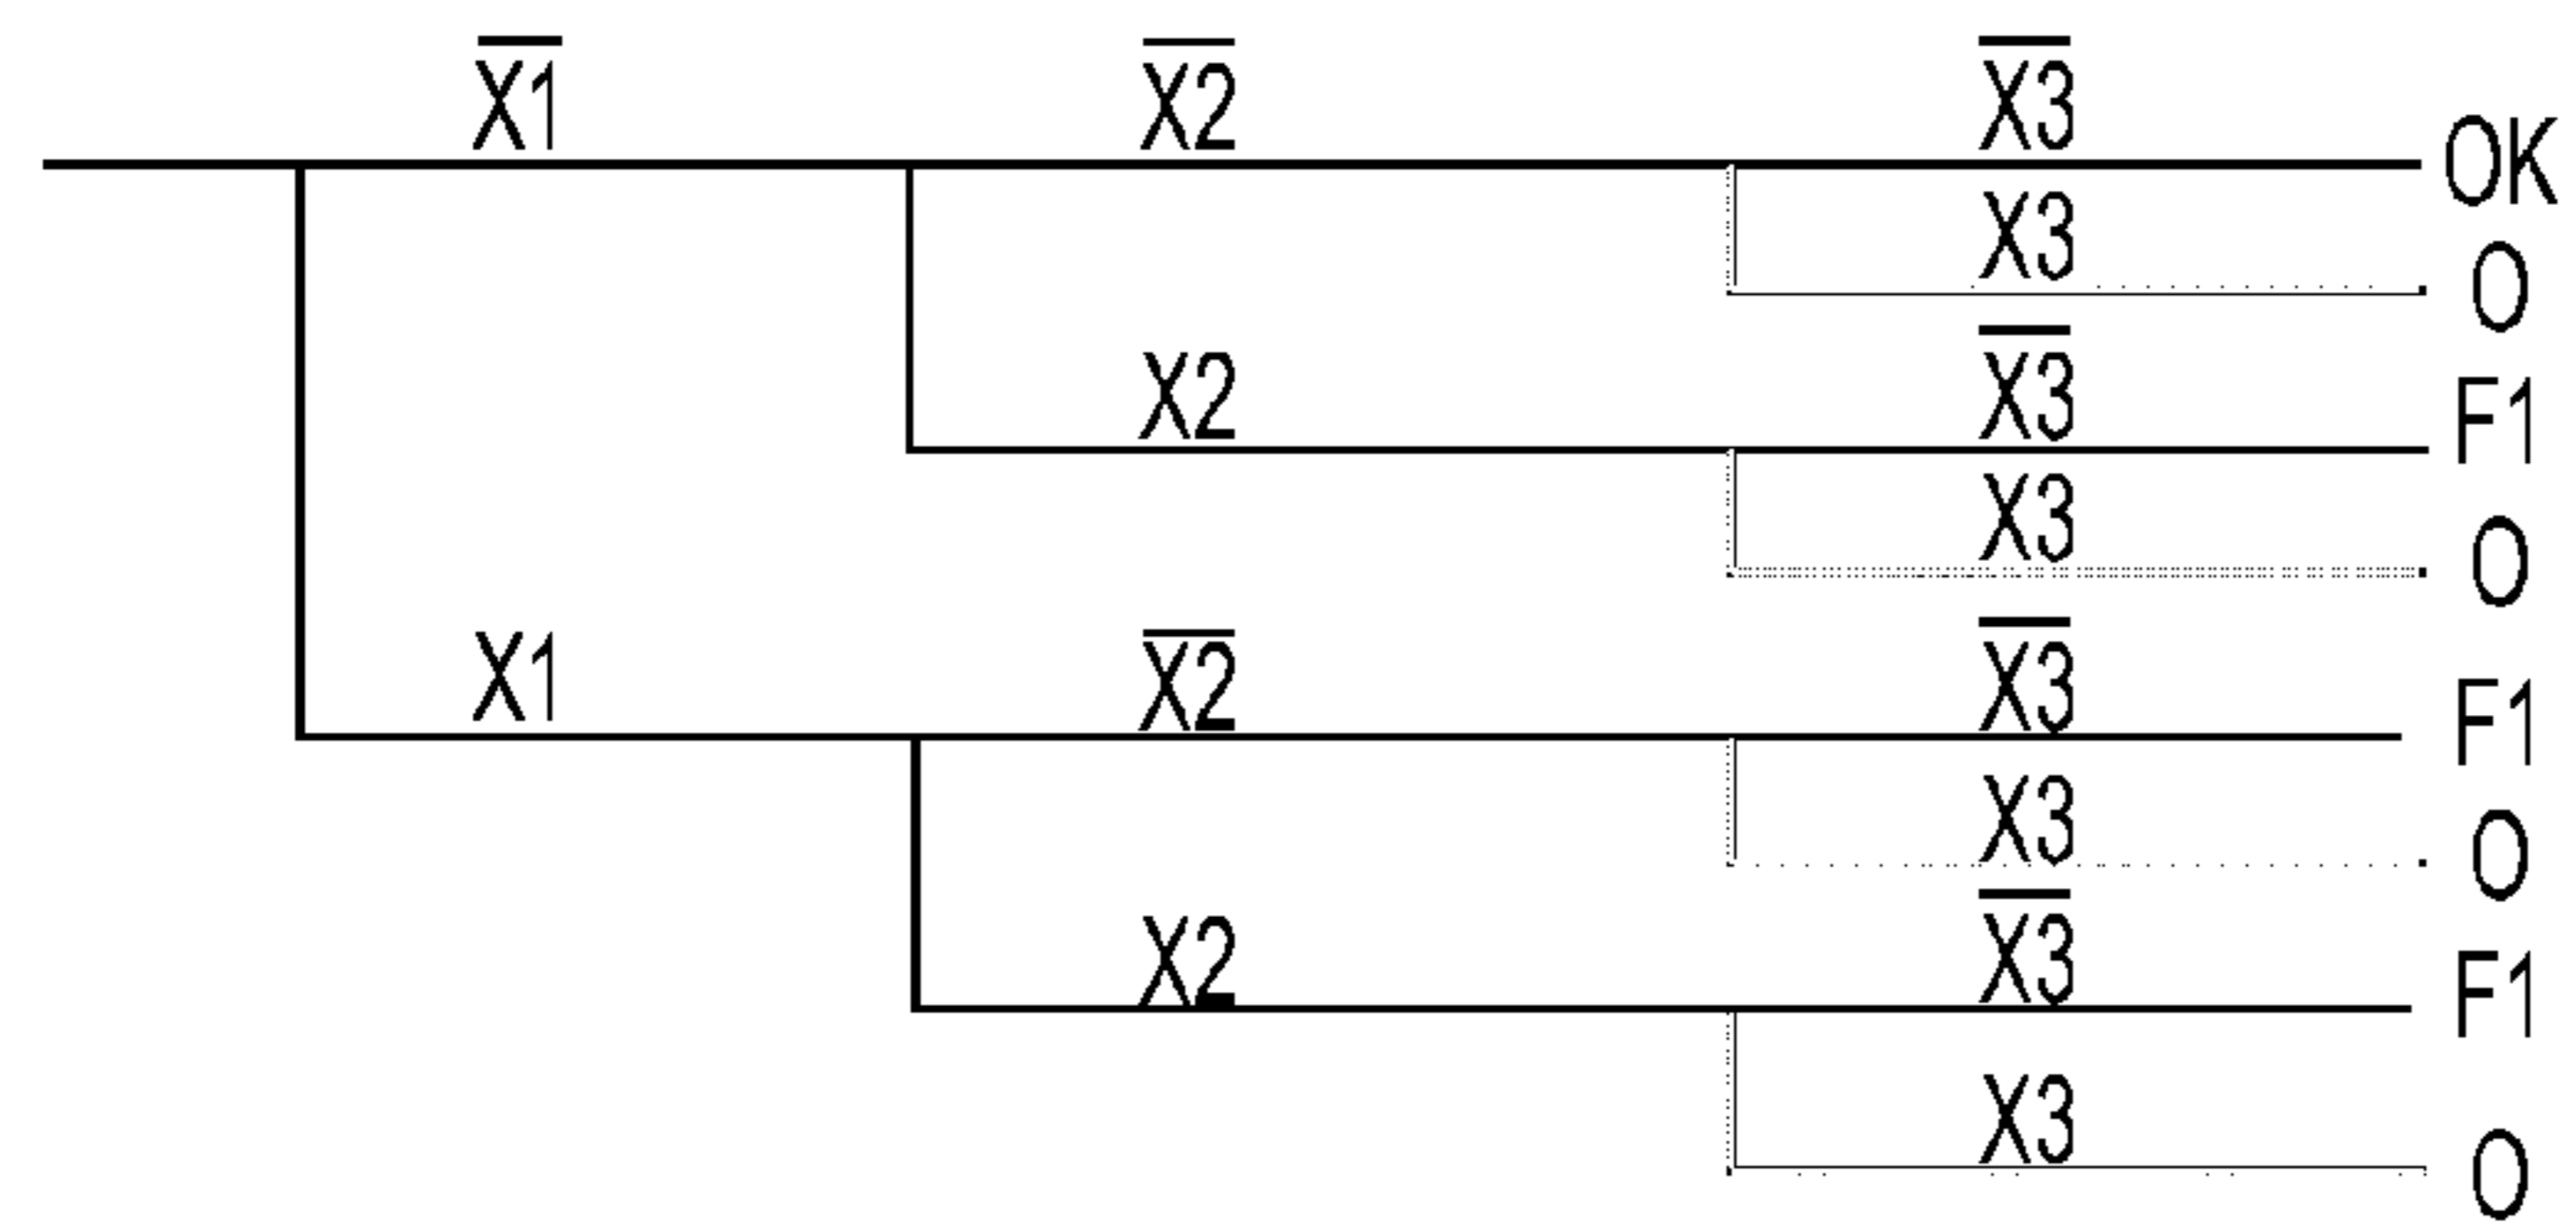 X̅1̅ X̅2̅ X̅3̅ OK
X3 O
X2 X̅3̅ F1
X3 O
X1 X̅2̅ X̅3̅ F1
X3 O
X2 X̅3̅ F1
X3 O